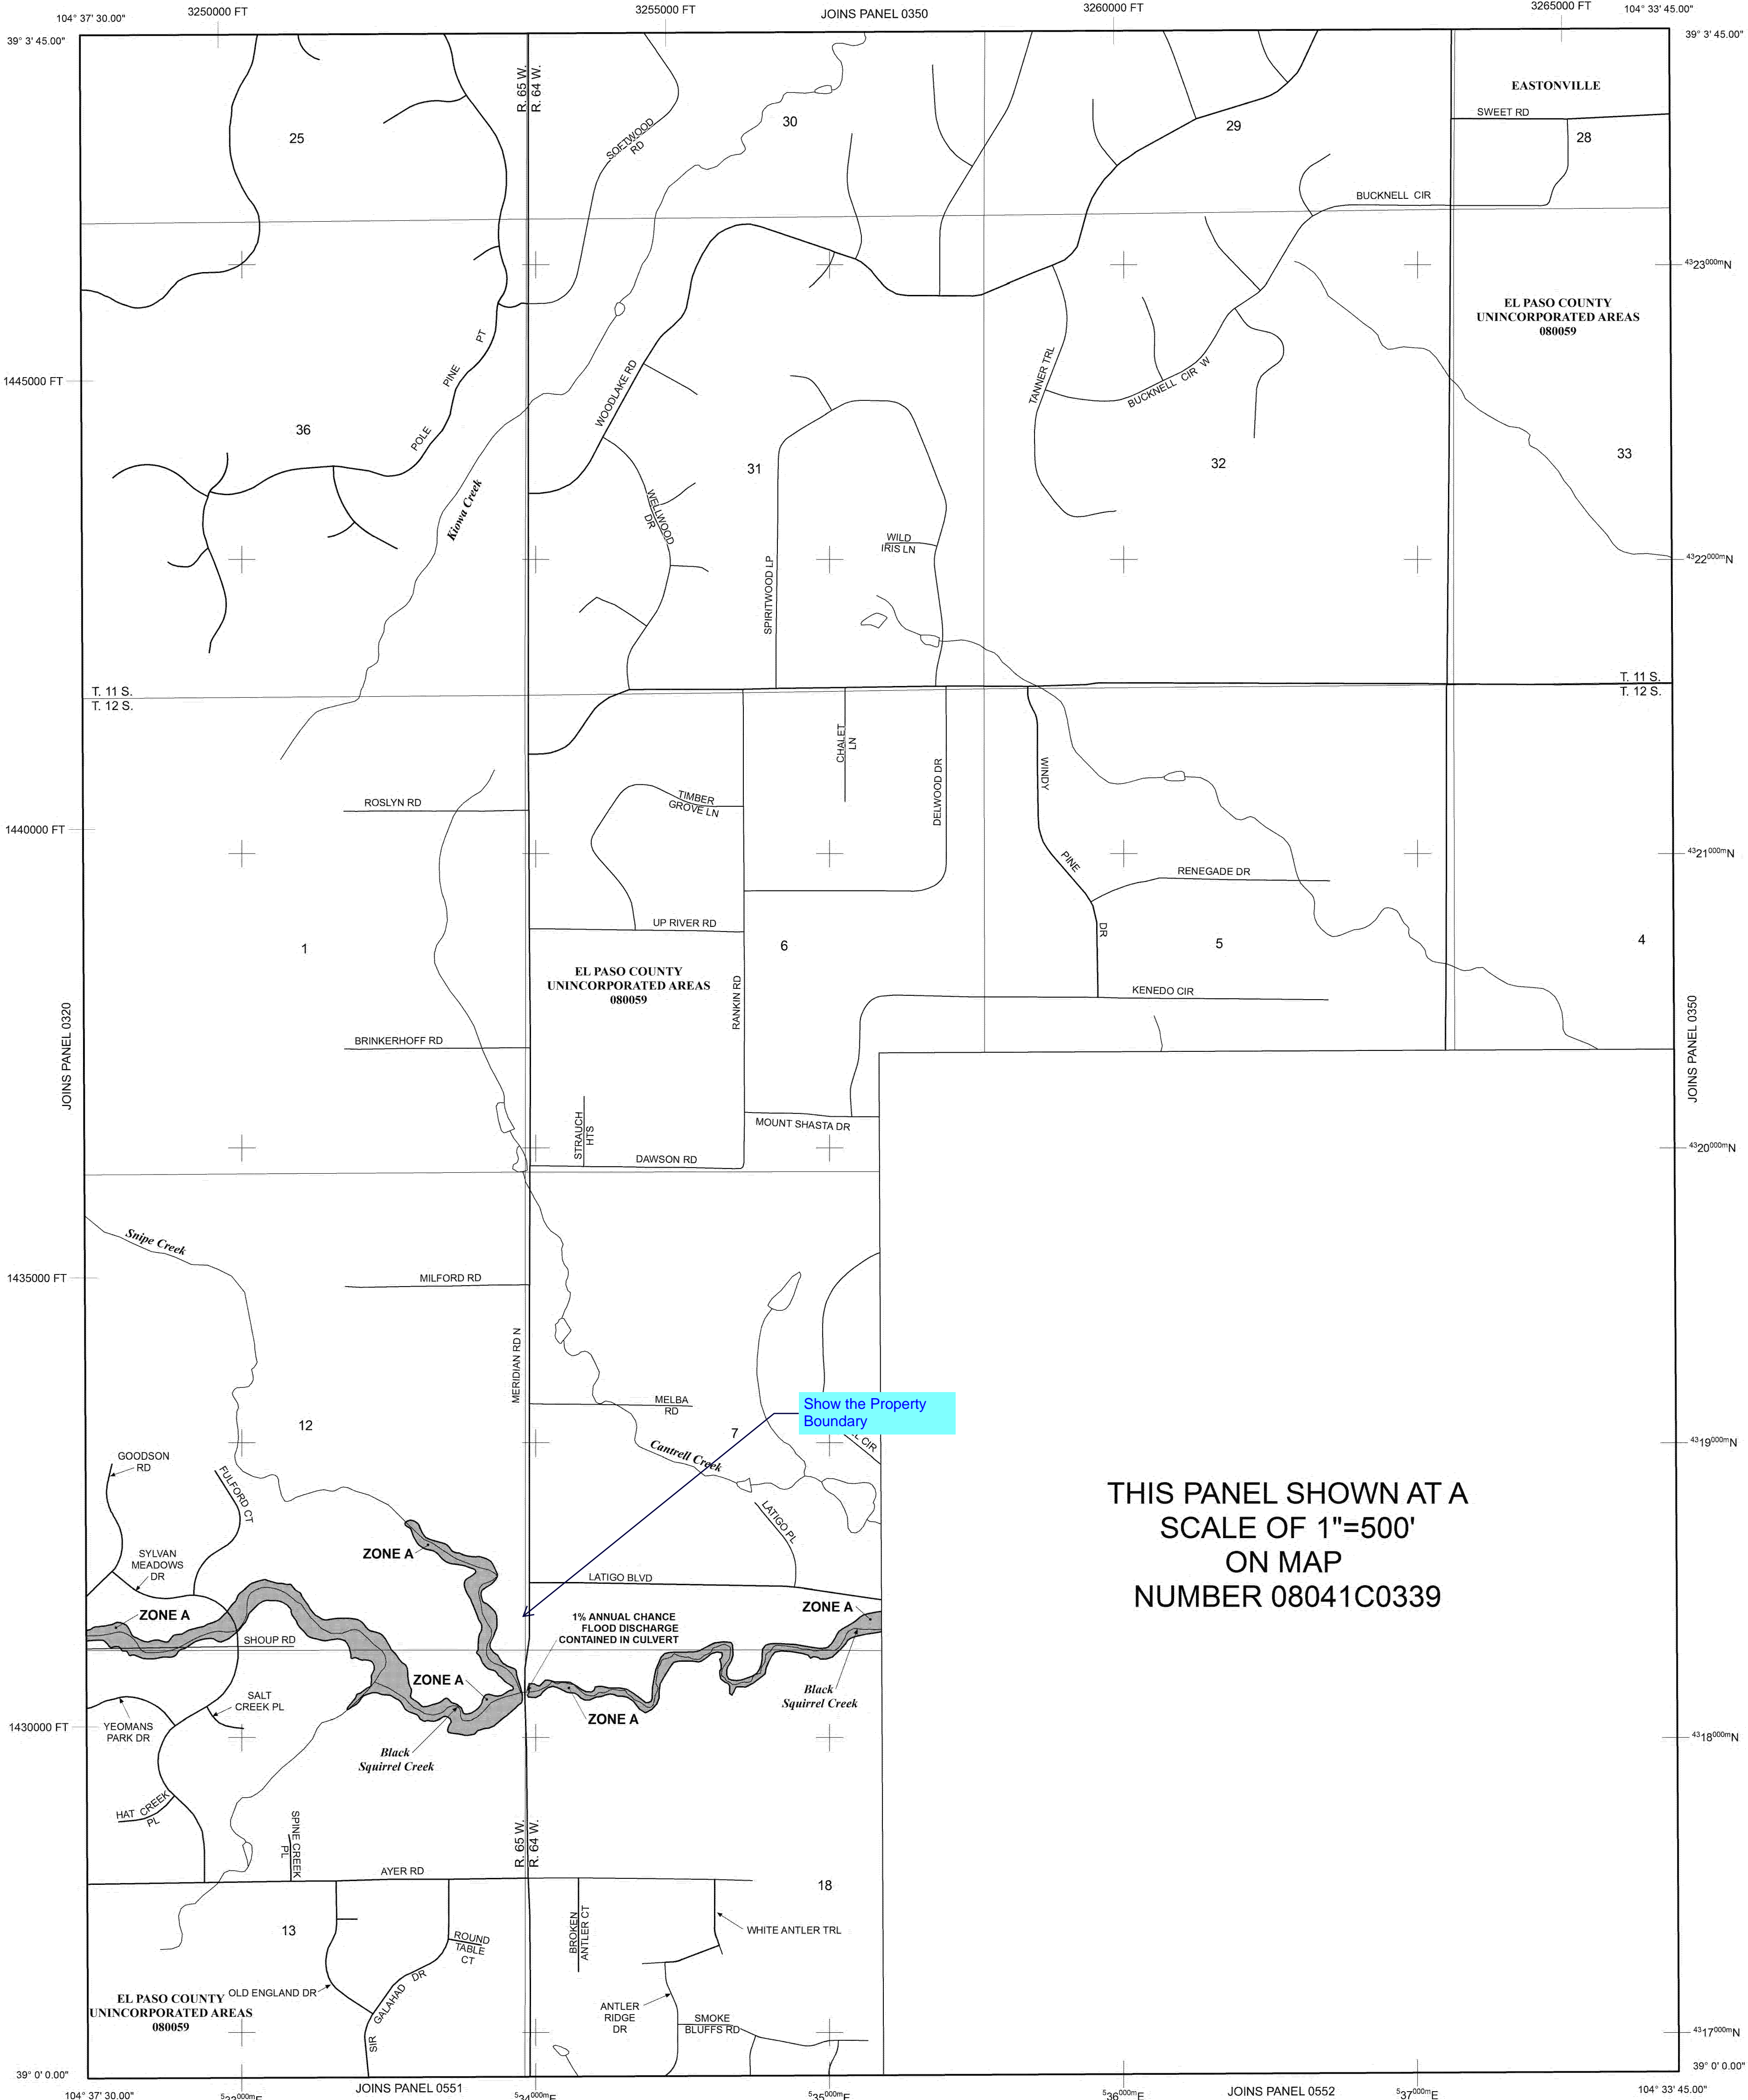 3250000 FT
3255000 FT
JOINS PANEL 0350
3260000 FT
3265000 FT
104° 37' 30.00"
104° 33' 45.00"
39° 3' 45.00"
39° 3' 45.00"
R. 65 W.
R. 64 W.
EASTONVILLE
SWEET RD
25
30
29
28
SOFTWOOD
RD
BUCKNELL CIR
4323000mN
EL PASO COUNTY
UNINCORPORATED AREAS
080059
POLE PINE PT
1445000 FT
WOODLAKE RD
TANNER TRL
BUCKNELL CIR W
36
31
32
33
Kiowa Creek
WELLWOOD
DR
WILD
IRIS LN
SPIRITWOOD LP
4322000mN
T. 11 S.
T. 12 S.
T. 11 S.
T. 12 S.
CHALET
LN
DELWOOD DR
WINDY PINE DR
ROSLYN RD
TIMBER
GROVE LN
1440000 FT
4321000mN
RENEGADE DR
UP RIVER RD
1
6
5
4
EL PASO COUNTY
UNINCORPORATED AREAS
080059
RANKIN RD
KENEDO CIR
JOINS PANEL 0320
JOINS PANEL 0350
BRINKERHOFF RD
STRAUCH
HTS
MOUNT SHASTA DR
DAWSON RD
4320000mN
Snipe Creek
1435000 FT
MILFORD RD
MERIDIAN RD N
MELBA
RD
Show the Property
Boundary
12
7
L CIR
Cantrell Creek
4319000mN
GOODSON
RD
FULFORD CT
LATIGO PL
THIS PANEL SHOWN AT A
SCALE OF 1"=500'
ON MAP
NUMBER 08041C0339
ZONE A
SYLVAN
MEADOWS
DR
LATIGO BLVD
ZONE A
ZONE A
1% ANNUAL CHANCE
FLOOD DISCHARGE
CONTAINED IN CULVERT
SHOUP RD
ZONE A
SALT
CREEK PL
Black
Squirrel Creek
ZONE A
1430000 FT
YEOMANS
PARK DR
4318000mN
Black
Squirrel Creek
HAT CREEK
PL
SPINE CREEK
PL
R. 65 W.
R. 64 W.
AYER RD
18
13
BROKEN
ANTLER CT
WHITE ANTLER TRL
ROUND
TABLE
CT
EL PASO COUNTY
UNINCORPORATED AREAS
080059
OLD ENGLAND DR
SIR GALAHAD DR
ANTLER
RIDGE
DR
SMOKE
BLUFFS RD
4317000mN
39° 0' 0.00"
39° 0' 0.00"
104° 37' 30.00"
JOINS PANEL 0551
534000mE
535000mE
536000mE
JOINS PANEL 0552
537000mE
104° 33' 45.00"